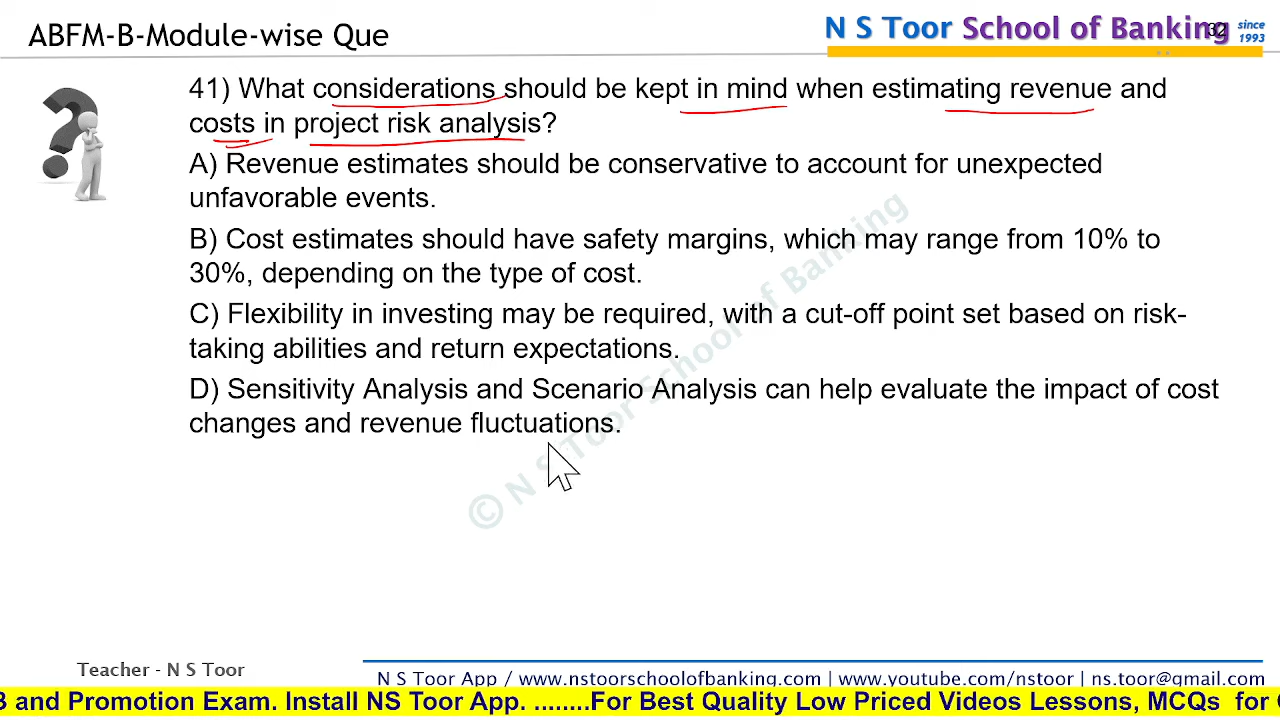 ABFM-B-Module-wise Que
N S Toor School of Banking since 1993
32
41) What considerations should be kept in mind when estimating revenue and
costs in project risk analysis?
A) Revenue estimates should be conservative to account for unexpected
unfavorable events.
B) Cost estimates should have safety margins, which may range from 10% to
30%, depending on the type of cost.
C) Flexibility in investing may be required, with a cut-off point set based on risk-
taking abilities and return expectations.
D) Sensitivity Analysis and Scenario Analysis can help evaluate the impact of cost
changes and revenue fluctuations.
© N S Toor School of Banking
Teacher - N S Toor
N S Toor App / www.nstoorschoolofbanking.com | www.youtube.com/nstoor | ns.toor@gmail.com
B and Promotion Exam. Install NS Toor App. ........For Best Quality Low Priced Videos Lessons, MCQs for